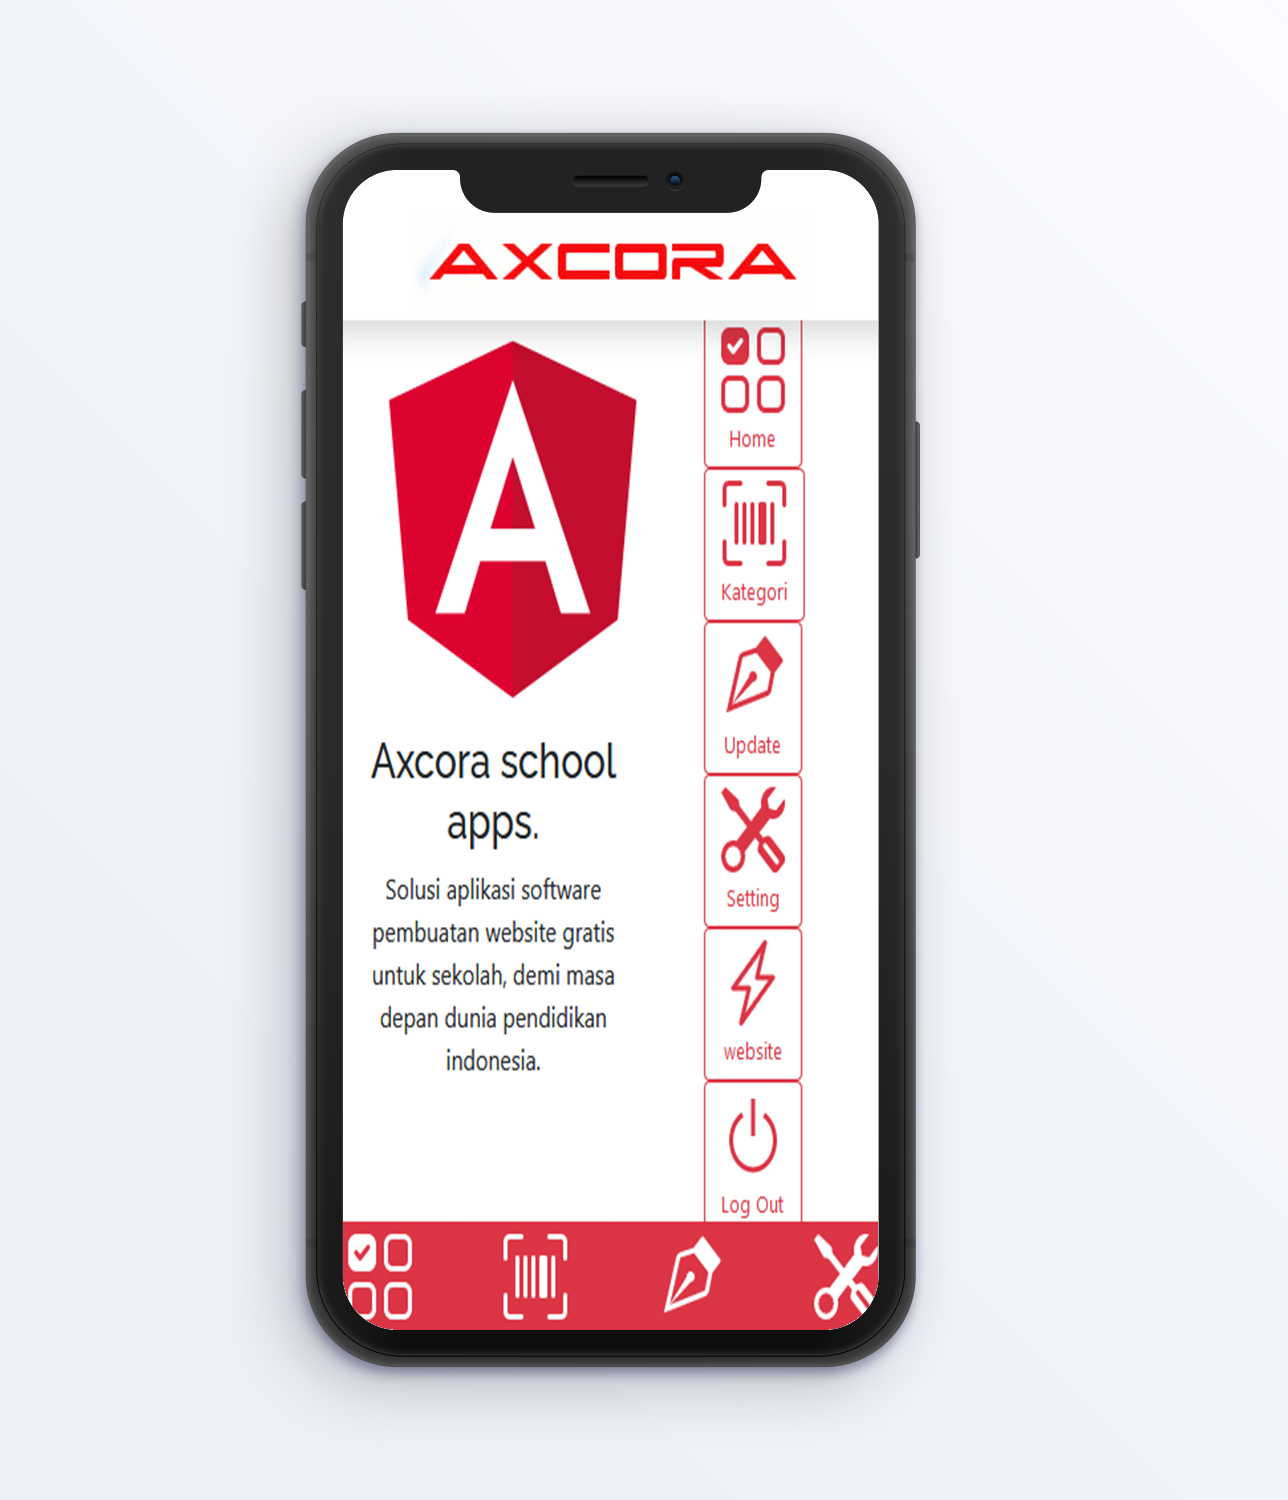 AXCORA
Home
Kategori
Update
Setting
website
Log Out
Axcora school
apps.
Solusi aplikasi software
pembuatan website gratis
untuk sekolah, demi masa
depan dunia pendidikan
indonesia.